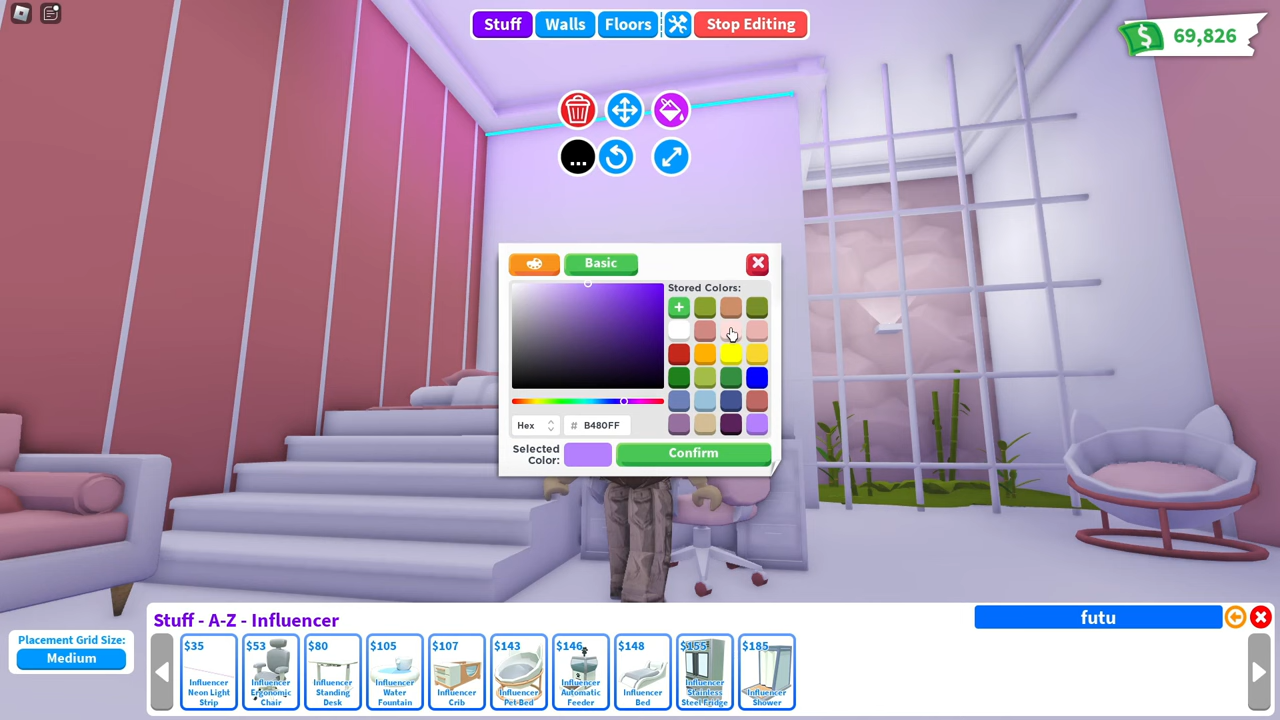 Stuff Walls Floors Stop Editing
69,826
...
Basic
Stored Colors:
Hex # B480FF
Selected
Color:
Confirm
Stuff - A-Z - Influencer
futu
Placement Grid Size:
Medium
$35 $53 $80 $105 $107 $143 $146 $148 $155 $185
Influencer
Neon Light
Strip
Influencer
Ergonomic
Chair
Influencer
Standing
Desk
Influencer
Water
Fountain
Influencer
Crib
Influencer
Pet Bed
Influencer
Automatic
Feeder
Influencer
Bed
Influencer
Stainless
Steel Fridge
Influencer
Shower